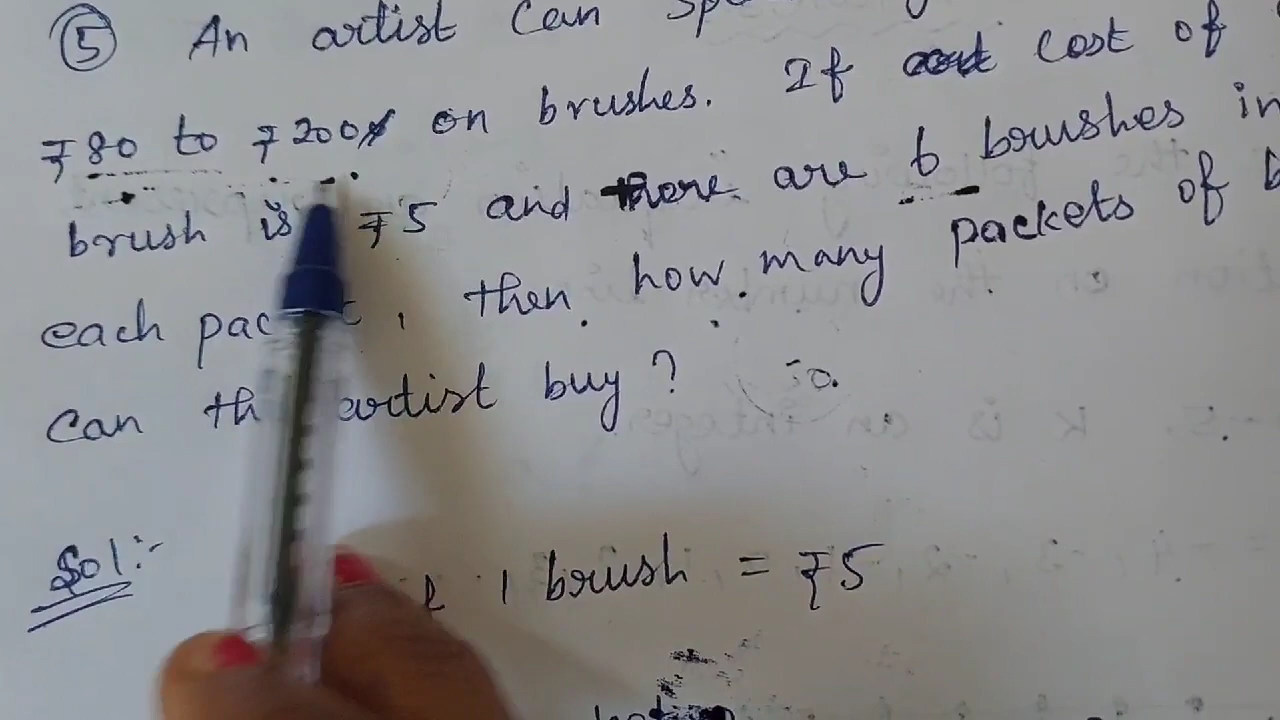 ⑤ An artist can
₹80 to ₹200 on brushes. If cost of
brush is ₹5 and there are 6 brushes in
each pac , then how many packets of b
can th artist buy?
Sol:-
1 brush = ₹5